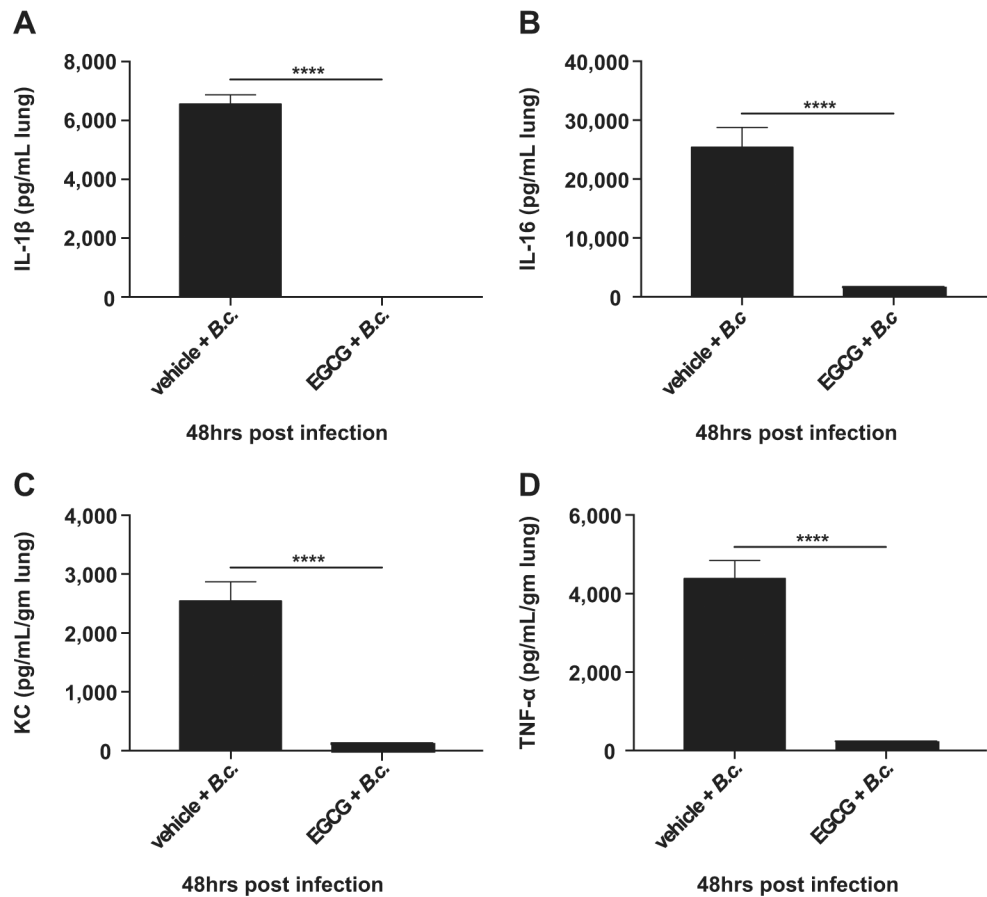 A
IL-1β (pg/mL lung)
8,000
6,000
4,000
2,000
0
****
vehicle + B.c.
EGCG + B.c.
48hrs post infection
B
IL-16 (pg/mL lung)
40,000
30,000
20,000
10,000
0
****
vehicle + B.c
EGCG + B.c
48hrs post infection
C
KC (pg/mL/gm lung)
4,000
3,000
2,000
1,000
0
****
vehicle + B.c.
EGCG + B.c.
48hrs post infection
D
TNF-α (pg/mL/gm lung)
6,000
4,000
2,000
0
****
vehicle + B.c.
EGCG + B.c.
48hrs post infection